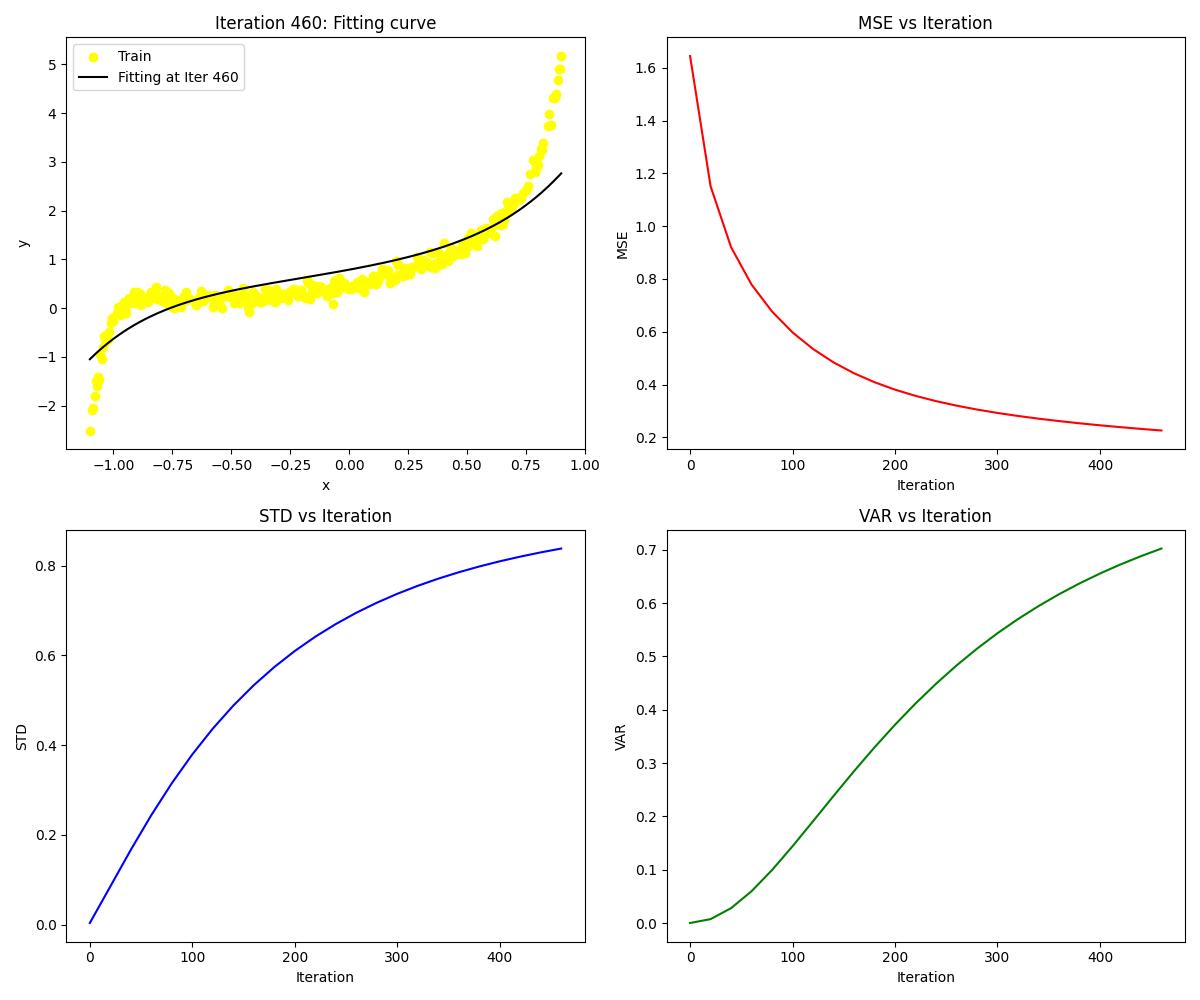 Iteration 460: Fitting curve
Train
Fitting at Iter 460
y
5
4
3
2
1
0
−1
−2
−1.00 −0.75 −0.50 −0.25 0.00 0.25 0.50 0.75 1.00
x
MSE vs Iteration
MSE
1.6
1.4
1.2
1.0
0.8
0.6
0.4
0.2
0 100 200 300 400
Iteration
STD vs Iteration
STD
0.8
0.6
0.4
0.2
0.0
0 100 200 300 400
Iteration
VAR vs Iteration
VAR
0.7
0.6
0.5
0.4
0.3
0.2
0.1
0.0
0 100 200 300 400
Iteration